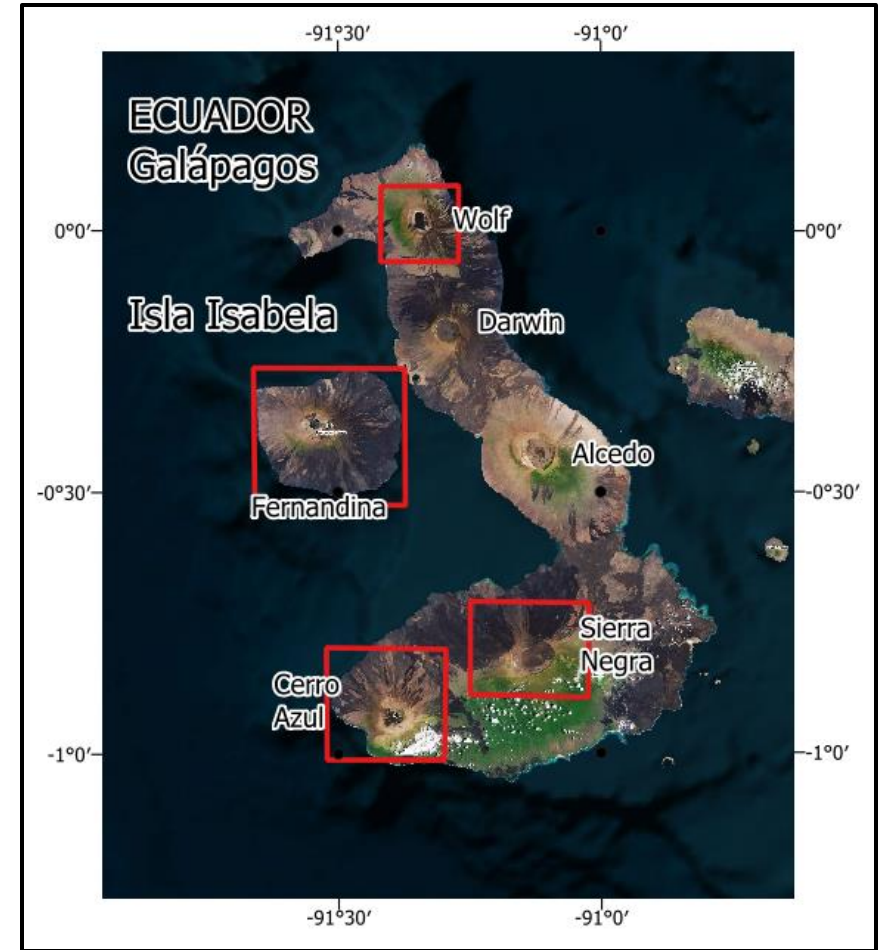 -91°30′
-91°0′
ECUADOR
Galápagos
Wolf
0°0′
0°0′
Isla Isabela
Darwin
Alcedo
-0°30′
-0°30′
Fernandina
Sierra
Negra
Cerro
Azul
-1°0′
-1°0′
-91°30′
-91°0′